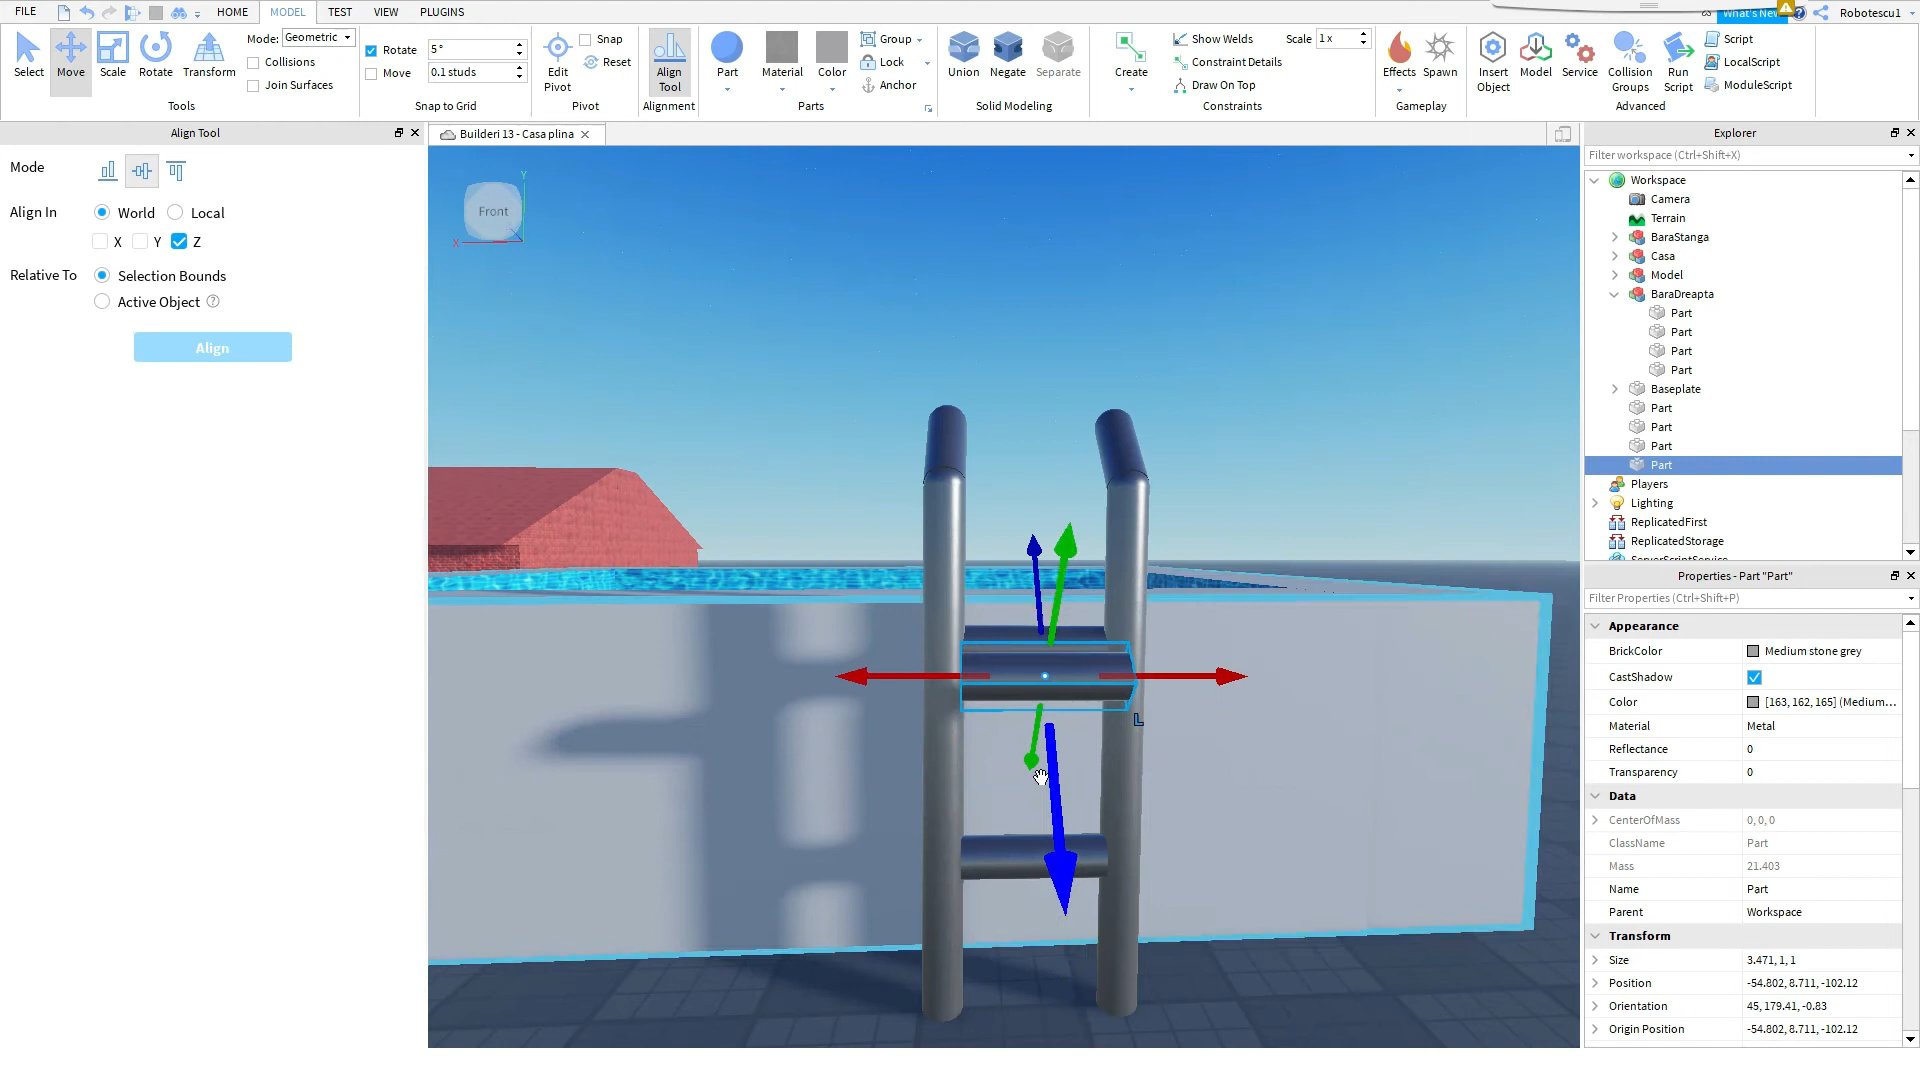 FILE HOME MODEL TEST VIEW PLUGINS What's New Robotescu1
Select Move Scale Rotate Transform
Mode: Geometric
Collisions
Join Surfaces
Tools
Rotate 5°
Move 0.1 studs
Snap to Grid
Edit Pivot
Snap
Reset
Pivot
Align Tool
Alignment
Part Material Color
Group
Lock
Anchor
Parts
Union Negate Separate
Solid Modeling
Create
Show Welds
Constraint Details
Draw On Top
Scale 1 x
Constraints
Effects Spawn
Gameplay
Insert Object
Model
Service
Collision Groups
Run Script
Script
LocalScript
ModuleScript
Advanced
Align Tool
Mode
Align In World Local
X Y Z
Relative To Selection Bounds
Active Object
Align
Builderi 13 - Casa plina
Y
Front
X
L
Explorer
Filter workspace (Ctrl+Shift+X)
Workspace
Camera
Terrain
BaraStanga
Casa
Model
BaraDreapta
Part
Part
Part
Part
Baseplate
Part
Part
Part
Part
Players
Lighting
ReplicatedFirst
ReplicatedStorage
ServerScriptService
Properties - Part "Part"
Filter Properties (Ctrl+Shift+P)
Appearance
BrickColor Medium stone grey
CastShadow
Color [163, 162, 165] (Medium...
Material Metal
Reflectance 0
Transparency 0
Data
CenterOfMass 0, 0, 0
ClassName Part
Mass 21.403
Name Part
Parent Workspace
Transform
Size 3.471, 1, 1
Position -54.802, 8.711, -102.12
Orientation 45, 179.41, -0.83
Origin Position -54.802, 8.711, -102.12